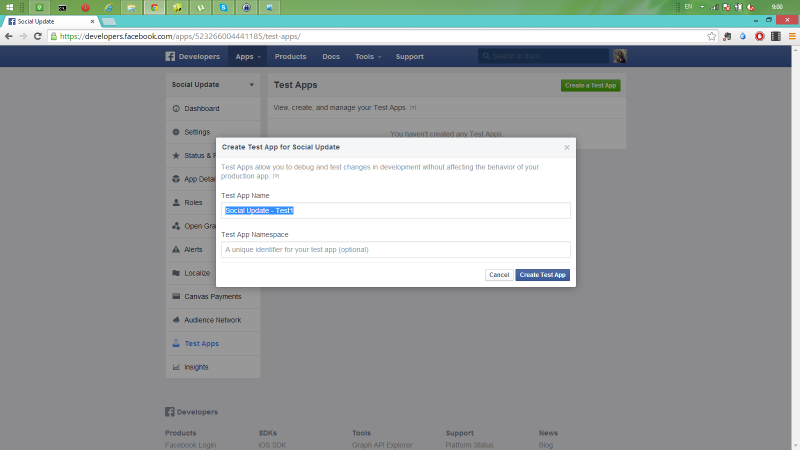 EN
9:00
Social Update
https://developers.facebook.com/apps/523266004441185/test-apps/
Developers
Apps
Products
Docs
Tools
Support
Search in docs
Social Update
Dashboard
Settings
Status &
App Detai
Roles
Open Gra
Alerts
Localize
Canvas Payments
Audience Network
Test Apps
Insights
Test Apps
Create a Test App
View, create, and manage your Test Apps. [?]
You haven't created any Test Apps
Create Test App for Social Update
Test Apps allow you to debug and test changes in development without affecting the behavior of your
production app. [?]
Test App Name
Social Update - Test1
Test App Namespace
A unique identifier for your test app (optional)
Cancel
Create Test App
Developers
Products
SDKs
Tools
Support
News
Facebook Login
iOS SDK
Graph API Explorer
Platform Status
Blog